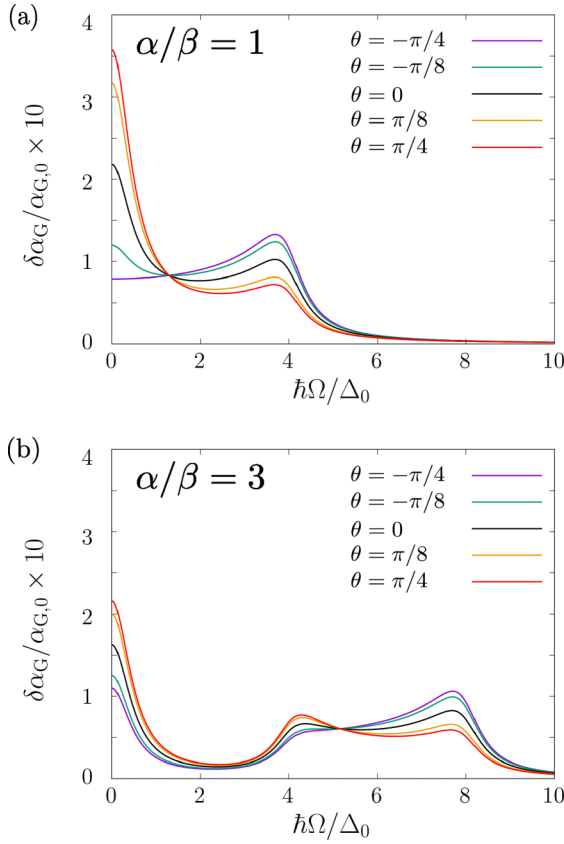 (a)
α/β = 1
θ = −π/4
θ = −π/8
θ = 0
θ = π/8
θ = π/4
δα_G/α_G,0 × 10
4
3
2
1
0
0 2 4 6 8 10
ħΩ/Δ_0
(b)
α/β = 3
θ = −π/4
θ = −π/8
θ = 0
θ = π/8
θ = π/4
δα_G/α_G,0 × 10
4
3
2
1
0
0 2 4 6 8 10
ħΩ/Δ_0